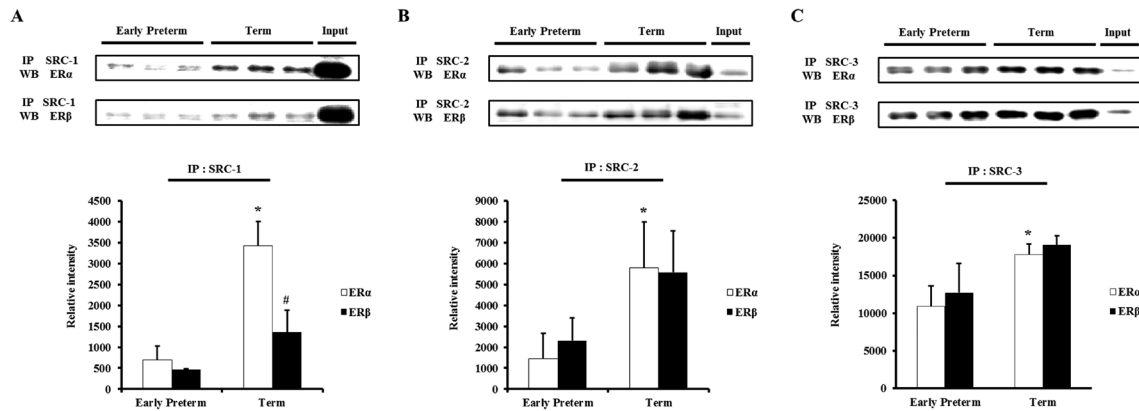 A
Early Preterm Term Input
IP SRC-1
WB ERα
IP SRC-1
WB ERβ
IP : SRC-1
Relative intensity
4500
4000
3500
3000
2500
2000
1500
1000
500
0
*
#
ERα
ERβ
Early Preterm Term
B
Early Preterm Term Input
IP SRC-2
WB ERα
IP SRC-2
WB ERβ
IP : SRC-2
Relative intensity
9000
8000
7000
6000
5000
4000
3000
2000
1000
0
*
ERα
ERβ
Early Preterm Term
C
Early Preterm Term Input
IP SRC-3
WB ERα
IP SRC-3
WB ERβ
IP : SRC-3
Relative intensity
25000
20000
15000
10000
5000
0
*
ERα
ERβ
Early Preterm Term